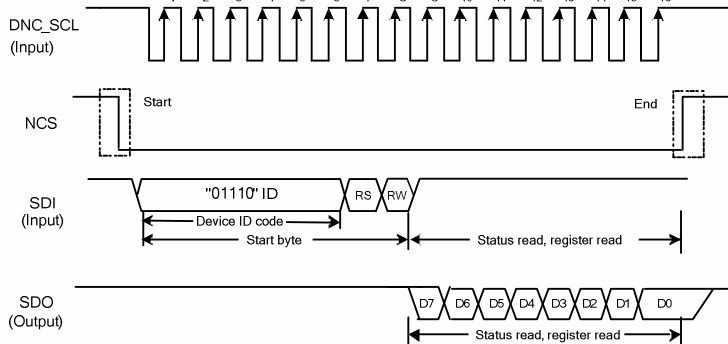 DNC_SCL
(Input)
NCS
Start
End
SDI
(Input)
"01110" ID
RS
RW
Device ID code
Start byte
Status read, register read
SDO
(Output)
D7
D6
D5
D4
D3
D2
D1
D0
Status read, register read